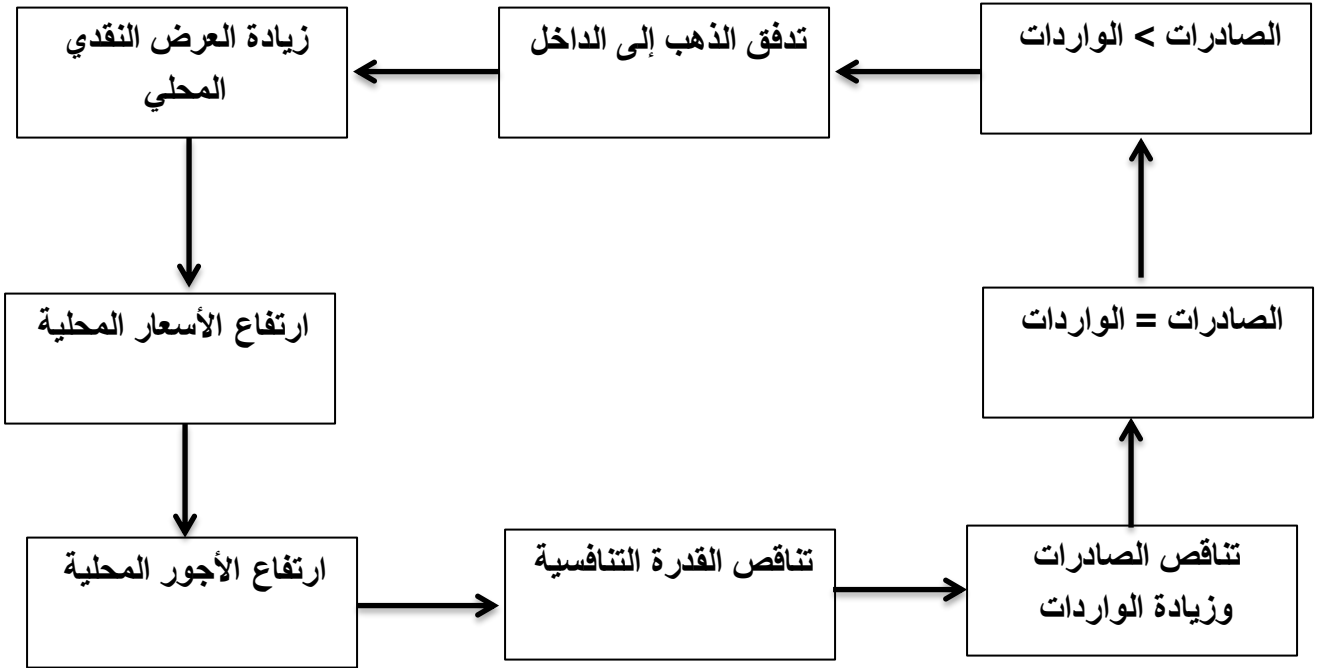 الصادرات > الواردات
تدفق الذهب إلى الداخل
زيادة العرض النقدي
المحلي
الصادرات = الواردات
ارتفاع الأسعار المحلية
تناقص الصادرات
وزيادة الواردات
تناقص القدرة التنافسية
ارتفاع الأجور المحلية